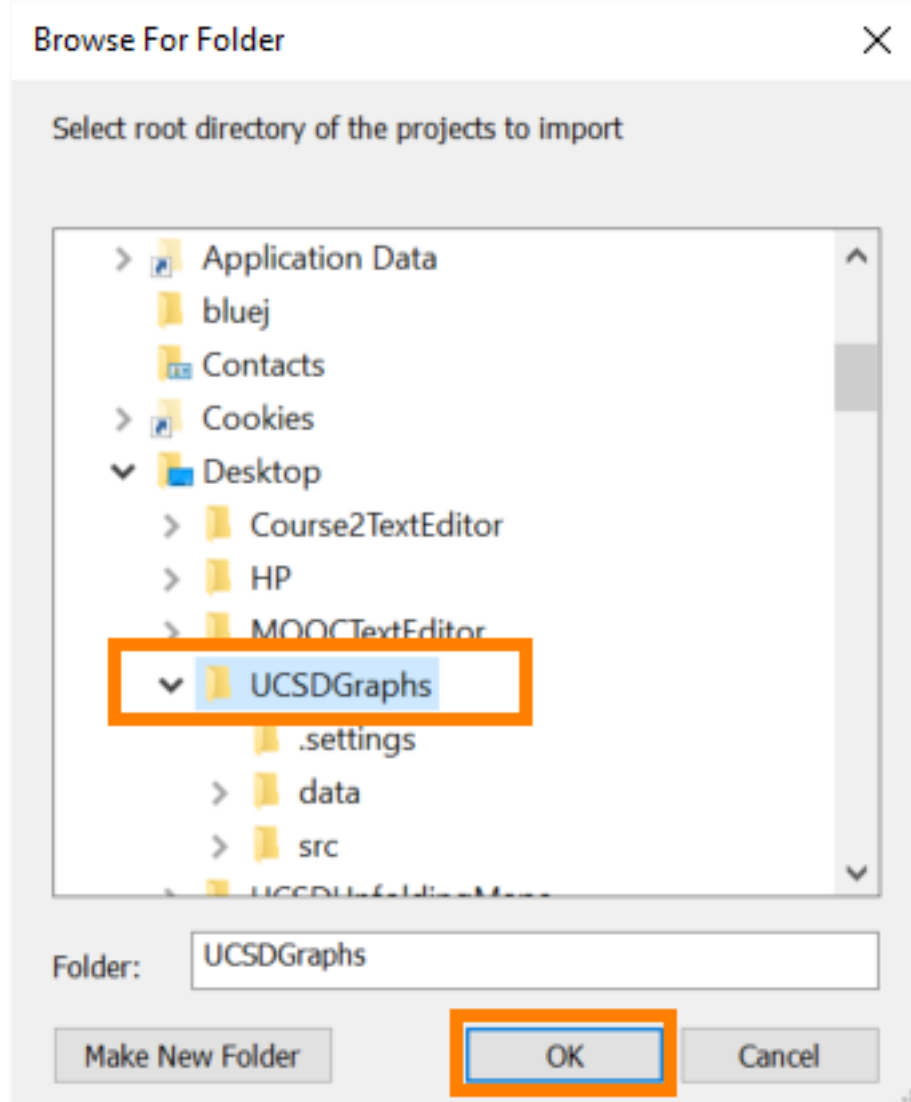 Browse For Folder
Select root directory of the projects to import
Application Data
bluej
Contacts
Cookies
Desktop
Course2TextEditor
HP
MOOCTextEditor
UCSDGraphs
.settings
data
src
UCSDUnfoldingMaps
Folder: UCSDGraphs
Make New Folder OK Cancel